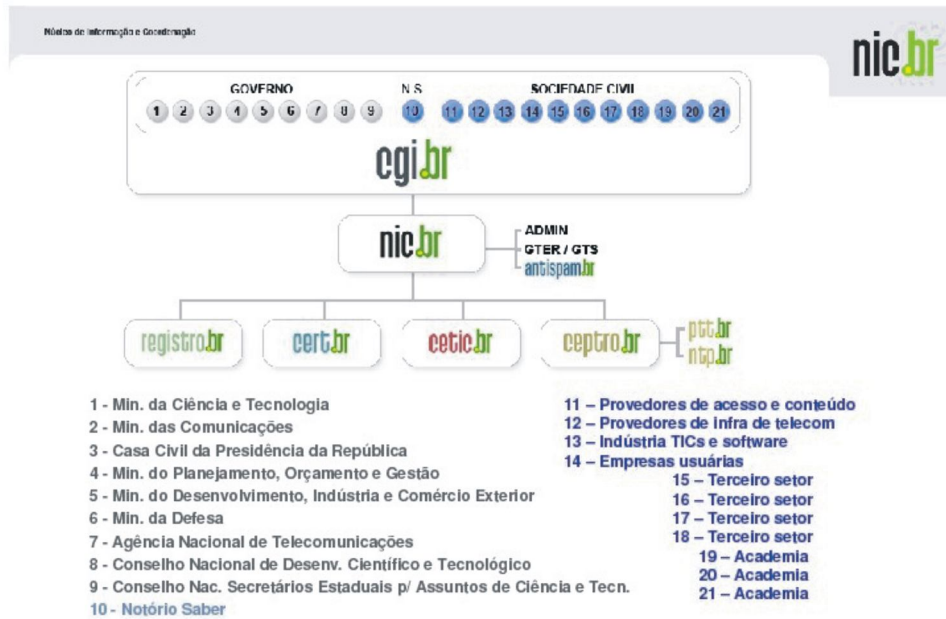 Núcleo de Informação e Coordenação
nic.br
GOVERNO N S SOCIEDADE CIVIL
1 2 3 4 5 6 7 8 9 10 11 12 13 14 15 16 17 18 19 20 21
cgi.br
nic.br
ADMIN
GTER / GTS
antispam.br
registro.br cert.br cetic.br ceptro.br
ptt.br
ntp.br
1 - Min. da Ciência e Tecnologia
2 - Min. das Comunicações
3 - Casa Civil da Presidência da República
4 - Min. do Planejamento, Orçamento e Gestão
5 - Min. do Desenvolvimento, Indústria e Comércio Exterior
6 - Min. da Defesa
7 - Agência Nacional de Telecomunicações
8 - Conselho Nacional de Desenv. Científico e Tecnológico
9 - Conselho Nac. Secretários Estaduais p/ Assuntos de Ciência e Tecn.
10 - Notório Saber
11 – Provedores de acesso e conteúdo
12 – Provedores de infra de telecom
13 – Indústria TICs e software
14 – Empresas usuárias
15 – Terceiro setor
16 – Terceiro setor
17 – Terceiro setor
18 – Terceiro setor
19 – Academia
20 – Academia
21 – Academia